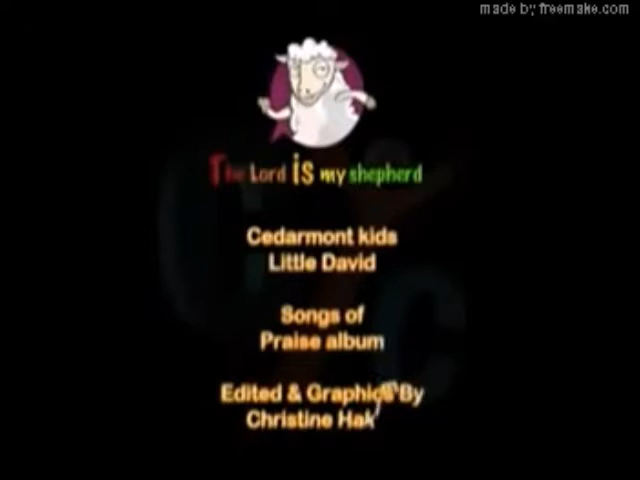 made by freemake.com
The Lord is my shepherd
Cedarmont kids
Little David
Songs of
Praise album
Edited & Graphics By
Christine Hak